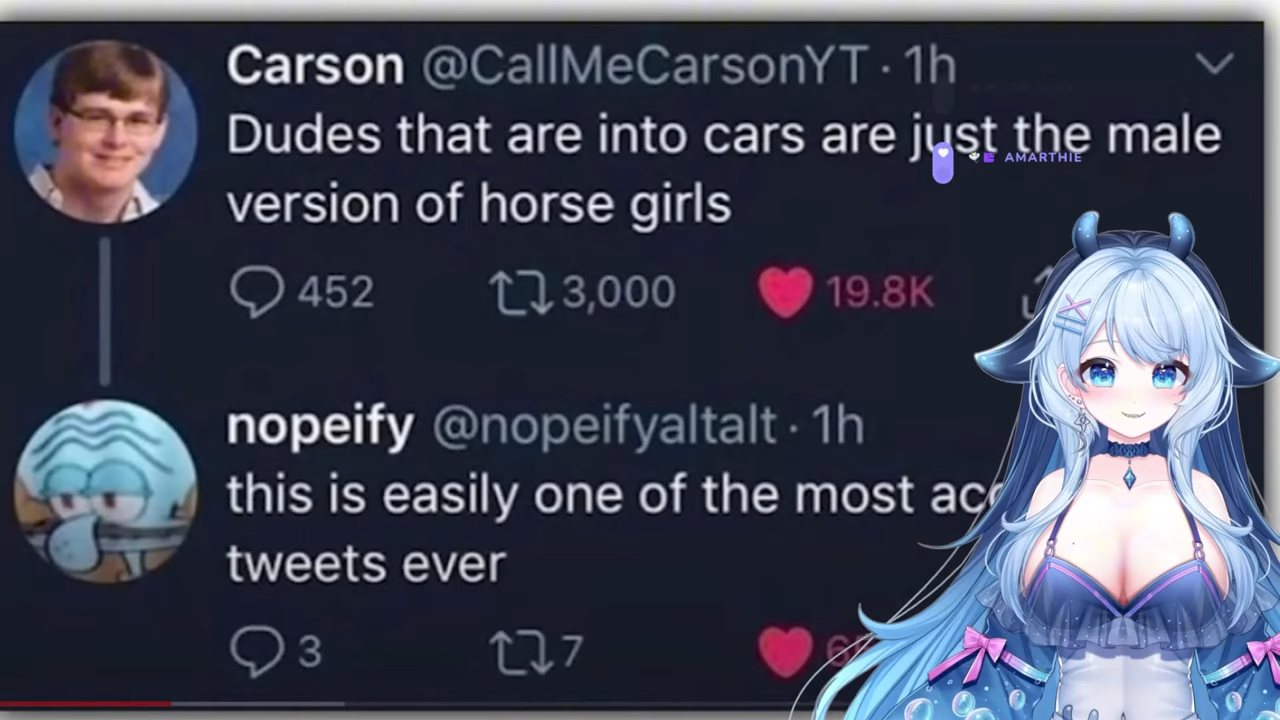 Carson @CallMeCarsonYT · 1h
Dudes that are into cars are just the male
version of horse girls
AMARTHIE
452 3,000 19.8K
nopeify @nopeifyaltalt · 1h
this is easily one of the most
tweets ever
3 7